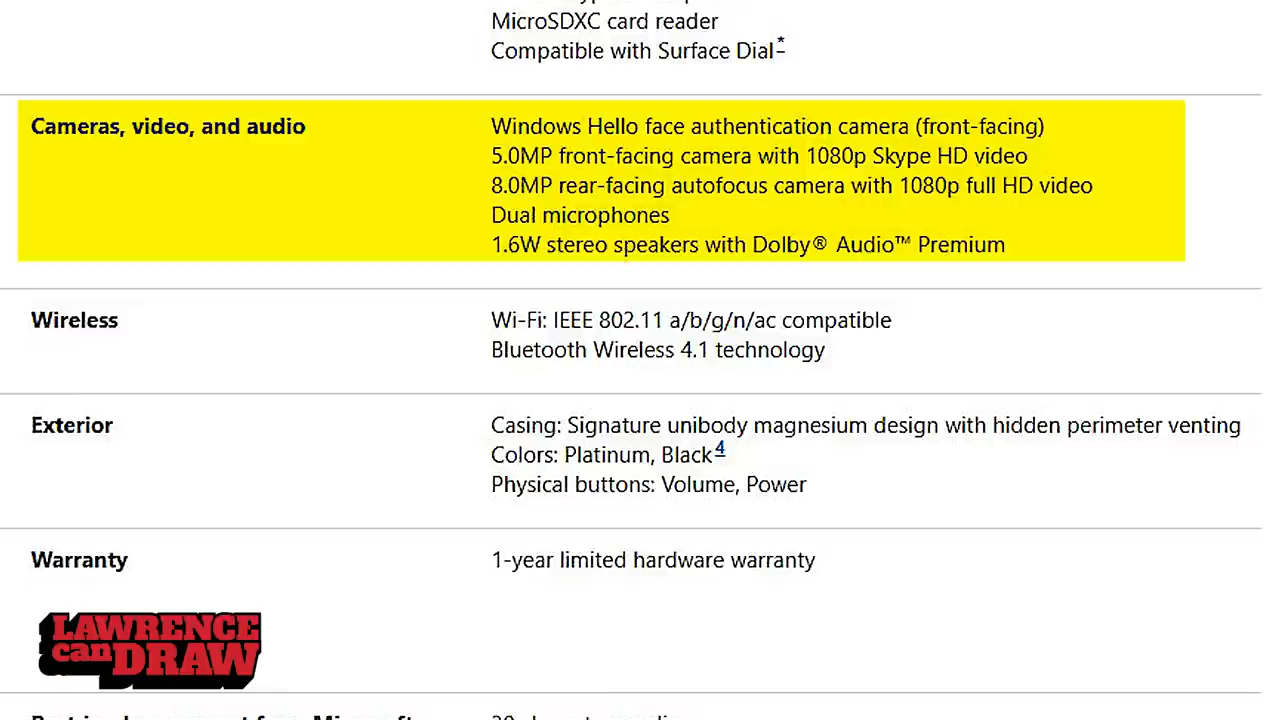 MicroSDXC card reader
Compatible with Surface Dial*
Cameras, video, and audio
Windows Hello face authentication camera (front-facing)
5.0MP front-facing camera with 1080p Skype HD video
8.0MP rear-facing autofocus camera with 1080p full HD video
Dual microphones
1.6W stereo speakers with Dolby® Audio™ Premium
Wireless
Wi-Fi: IEEE 802.11 a/b/g/n/ac compatible
Bluetooth Wireless 4.1 technology
Exterior
Casing: Signature unibody magnesium design with hidden perimeter venting
Colors: Platinum, Black4
Physical buttons: Volume, Power
Warranty
1-year limited hardware warranty
LAWRENCE
can DRAW